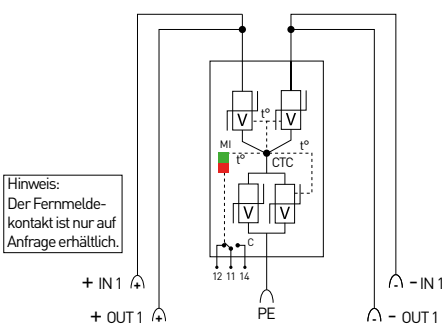 t°
V
V
MI
t°
t°
CTC
V
V
Hinweis:
Der Fernmelde-
kontakt ist nur auf
Anfrage erhältlich.
C
12 11 14
+ IN 1 +
- - IN 1
PE
+ OUT 1 +
- - OUT 1